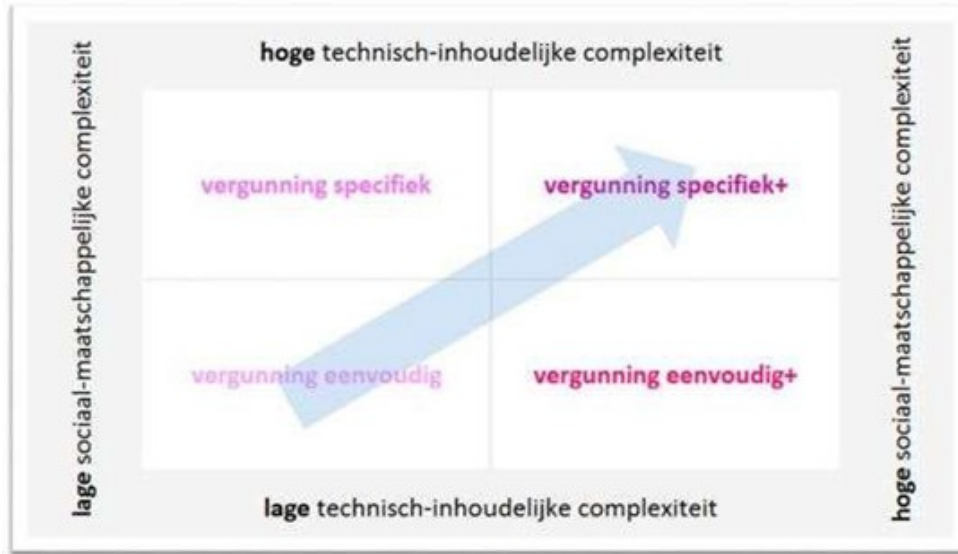 hoge technisch-inhoudelijke complexiteit
lage sociaal-maatschappelijke complexiteit
vergunning specifiek
vergunning specifiek+
hoge sociaal-maatschappelijke complexiteit
vergunning eenvoudig
vergunning eenvoudig+
lage technisch-inhoudelijke complexiteit